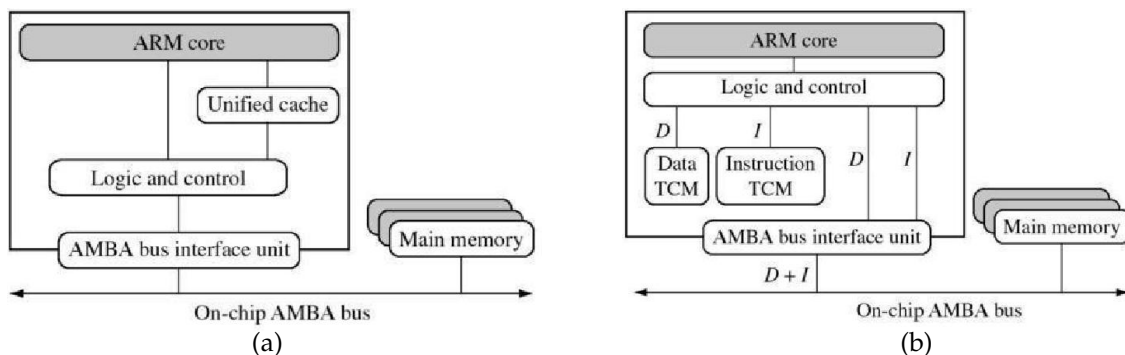 ARM core
Unified cache
Logic and control
AMBA bus interface unit
Main memory
On-chip AMBA bus
(a)
ARM core
Logic and control
D
I
D
I
Data
TCM
Instruction
TCM
AMBA bus interface unit
Main memory
D + I
On-chip AMBA bus
(b)